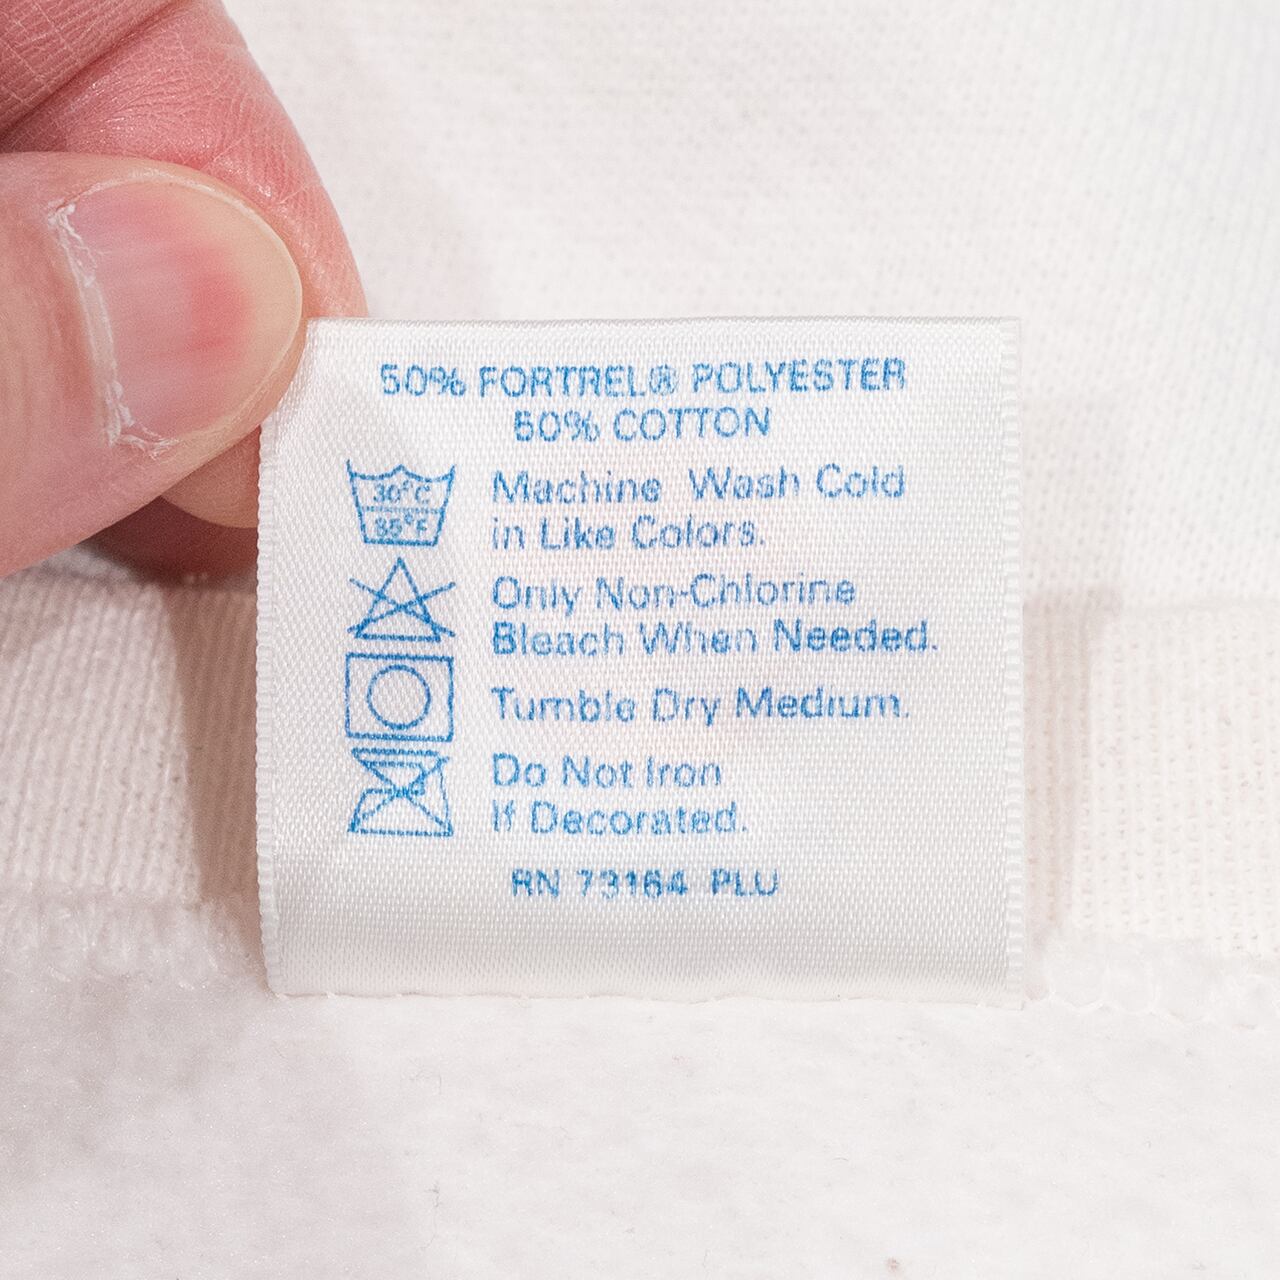 50% FORTREL® POLYESTER
50% COTTON
30°C
85°F
Machine Wash Cold
in Like Colors.
Only Non-Chlorine
Bleach When Needed.
Tumble Dry Medium.
Do Not Iron
If Decorated.
RN 73164 PLU